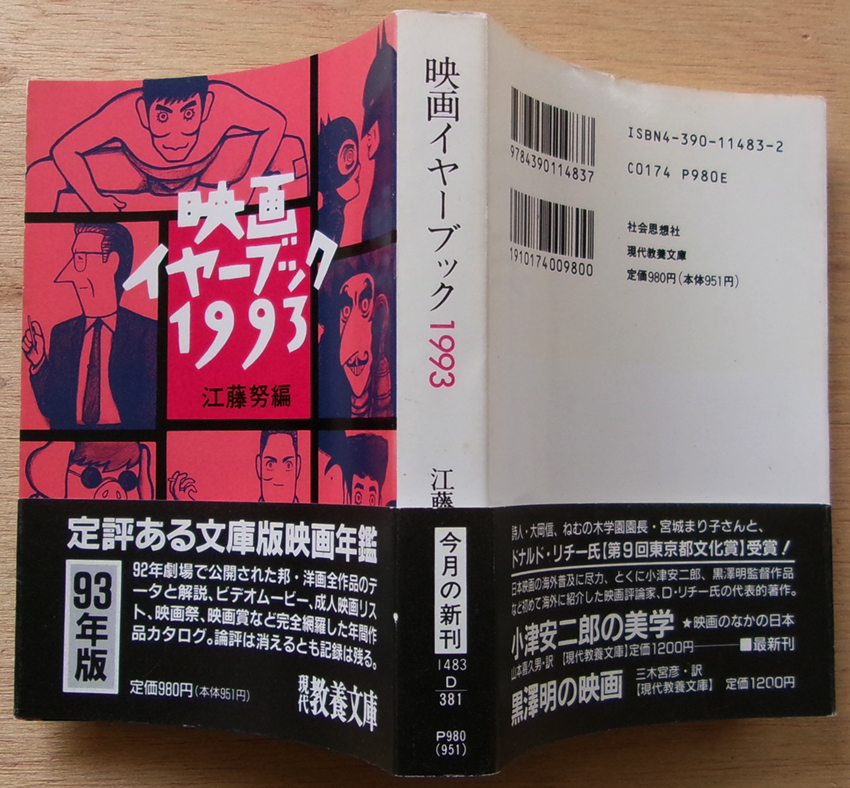 映画
イヤーブック
1993
江藤努編
定評ある文庫版映画年鑑
93年版
92年劇場で公開された邦・洋画全作品のデ
ータと解説、ビデオムービー、成人映画リス
ト、映画祭、映画賞など完全網羅した年間作
品カタログ。論評は消えるとも記録は残る。
定価980円(本体951円)
現代教養文庫
映画イヤーブック1993
江藤
今月の新刊
1483
D
381
P980
(951)
9784390114837
ISBN4-390-11483-2
C0174 P980E
1910174009800
社会思想社
現代教養文庫
定価980円(本体951円)
詩人・大岡信、ねむの木学園園長・宮城まり子さんと、
ドナルド・リチー氏【第9回東京都文化賞】受賞!
日本映画の海外普及に尽力、とくに小津安二郎、黒澤明監督作品
など初めて海外に紹介した映画評論家、D・リチー氏の代表的著作。
小津安二郎の美学 ★映画のなかの日本
山本喜久男・訳 【現代教養文庫】定価1200円──■最新刊
黒澤明の映画 三木宮彦・訳
【現代教養文庫】 定価1200円